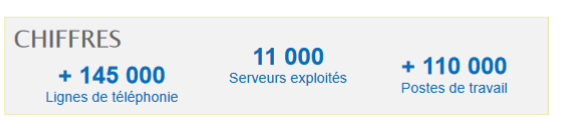 CHIFFRES
+ 145 000
Lignes de téléphonie
11 000
Serveurs exploités
+ 110 000
Postes de travail